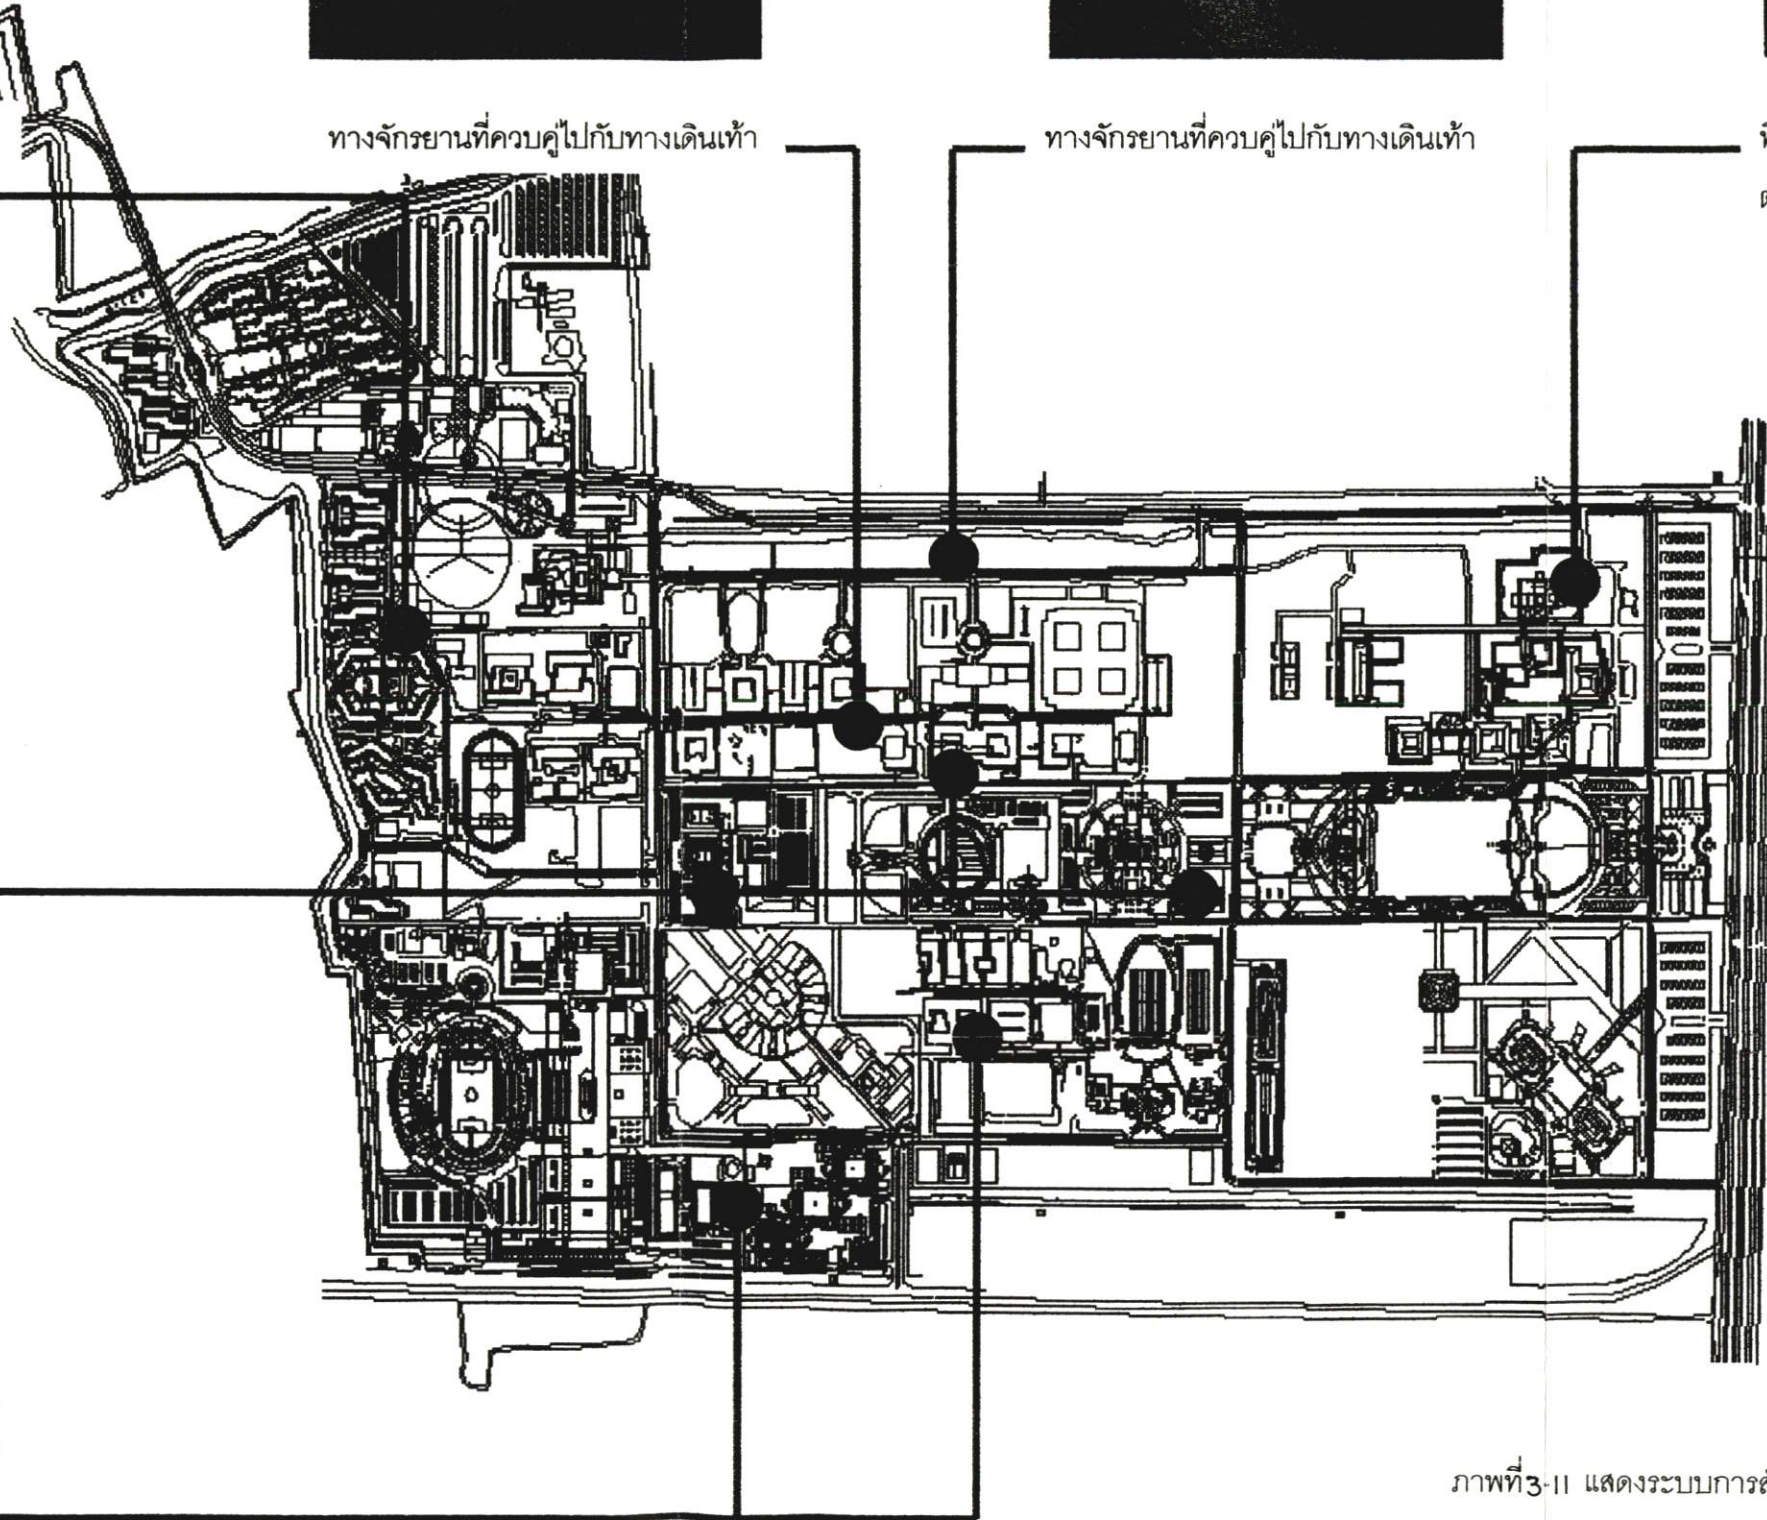 ทางจักรยานที่ควบคู่ไปกับทางเดินเท้า
ทางจักรยานที่ควบคู่ไปกับทางเดินเท้า
ภาพที่3-11 แสดงระบบการ